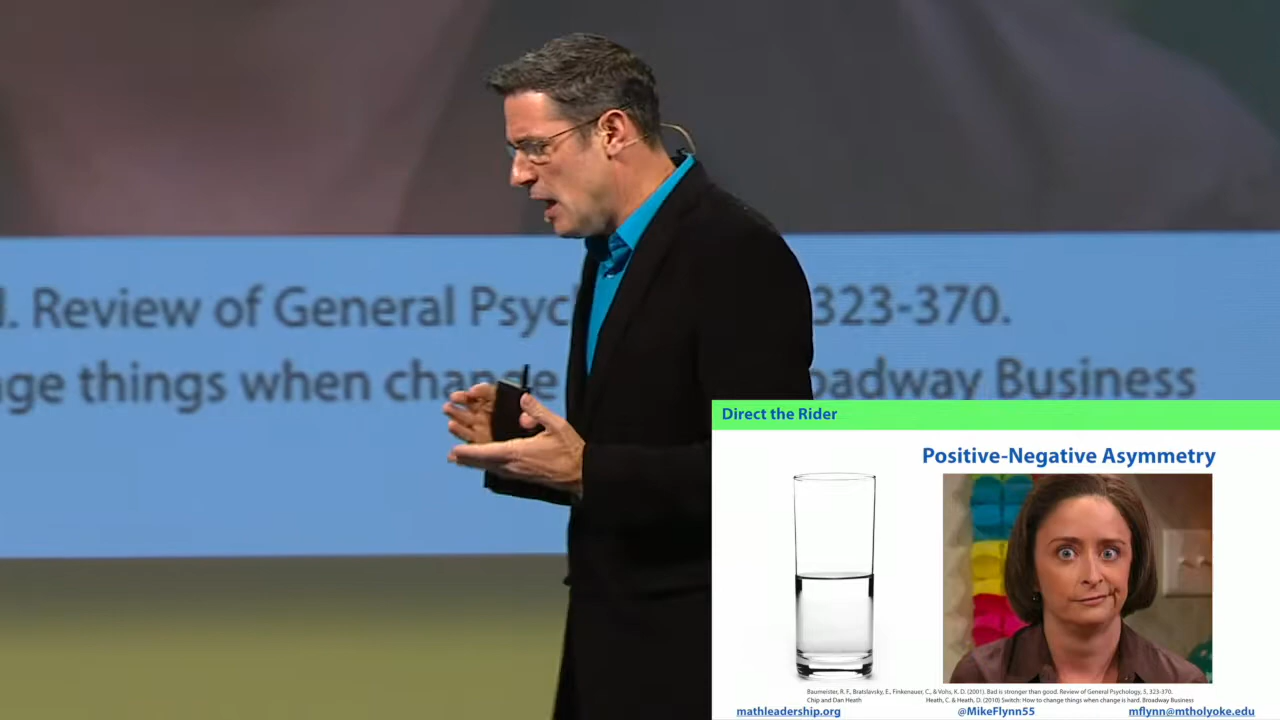 l. Review of General Psyc 323-370.
nge things when change oadway Business
Direct the Rider
Positive-Negative Asymmetry
Baumeister, R. F., Bratslavsky, E., Finkenauer, C., & Vohs, K. D. (2001). Bad is stronger than good. Review of General Psychology, 5, 323-370.
Chip and Dan Heath Heath, C. & Heath, D. (2010) Switch: How to change things when change is hard. Broadway Business
mathleadership.org @MikeFlynn55 mflynn@mtholyoke.edu